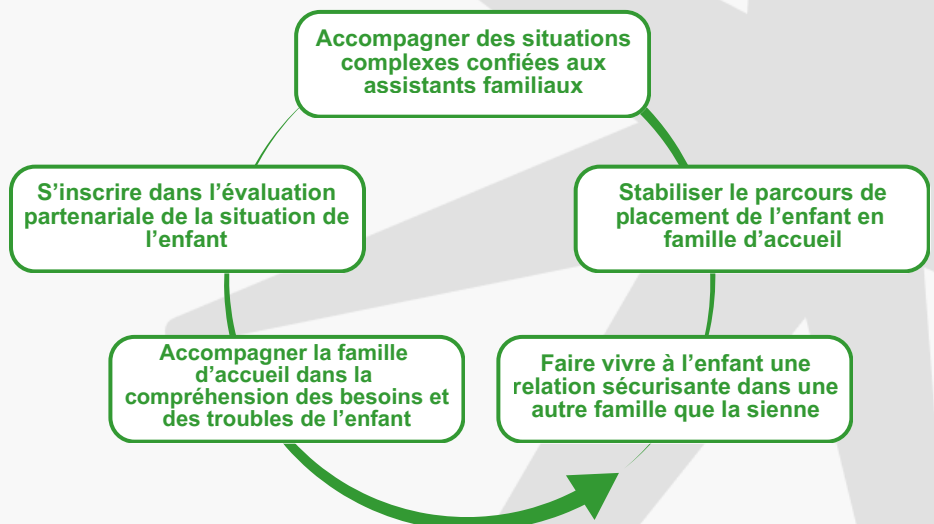 Accompagner des situations
complexes confiées aux
assistants familiaux
S’inscrire dans l’évaluation
partenariale de la situation de
l’enfant
Stabiliser le parcours de
placement de l’enfant en
famille d’accueil
Accompagner la famille
d’accueil dans la
compréhension des besoins et
des troubles de l’enfant
Faire vivre à l’enfant une
relation sécurisante dans une
autre famille que la sienne